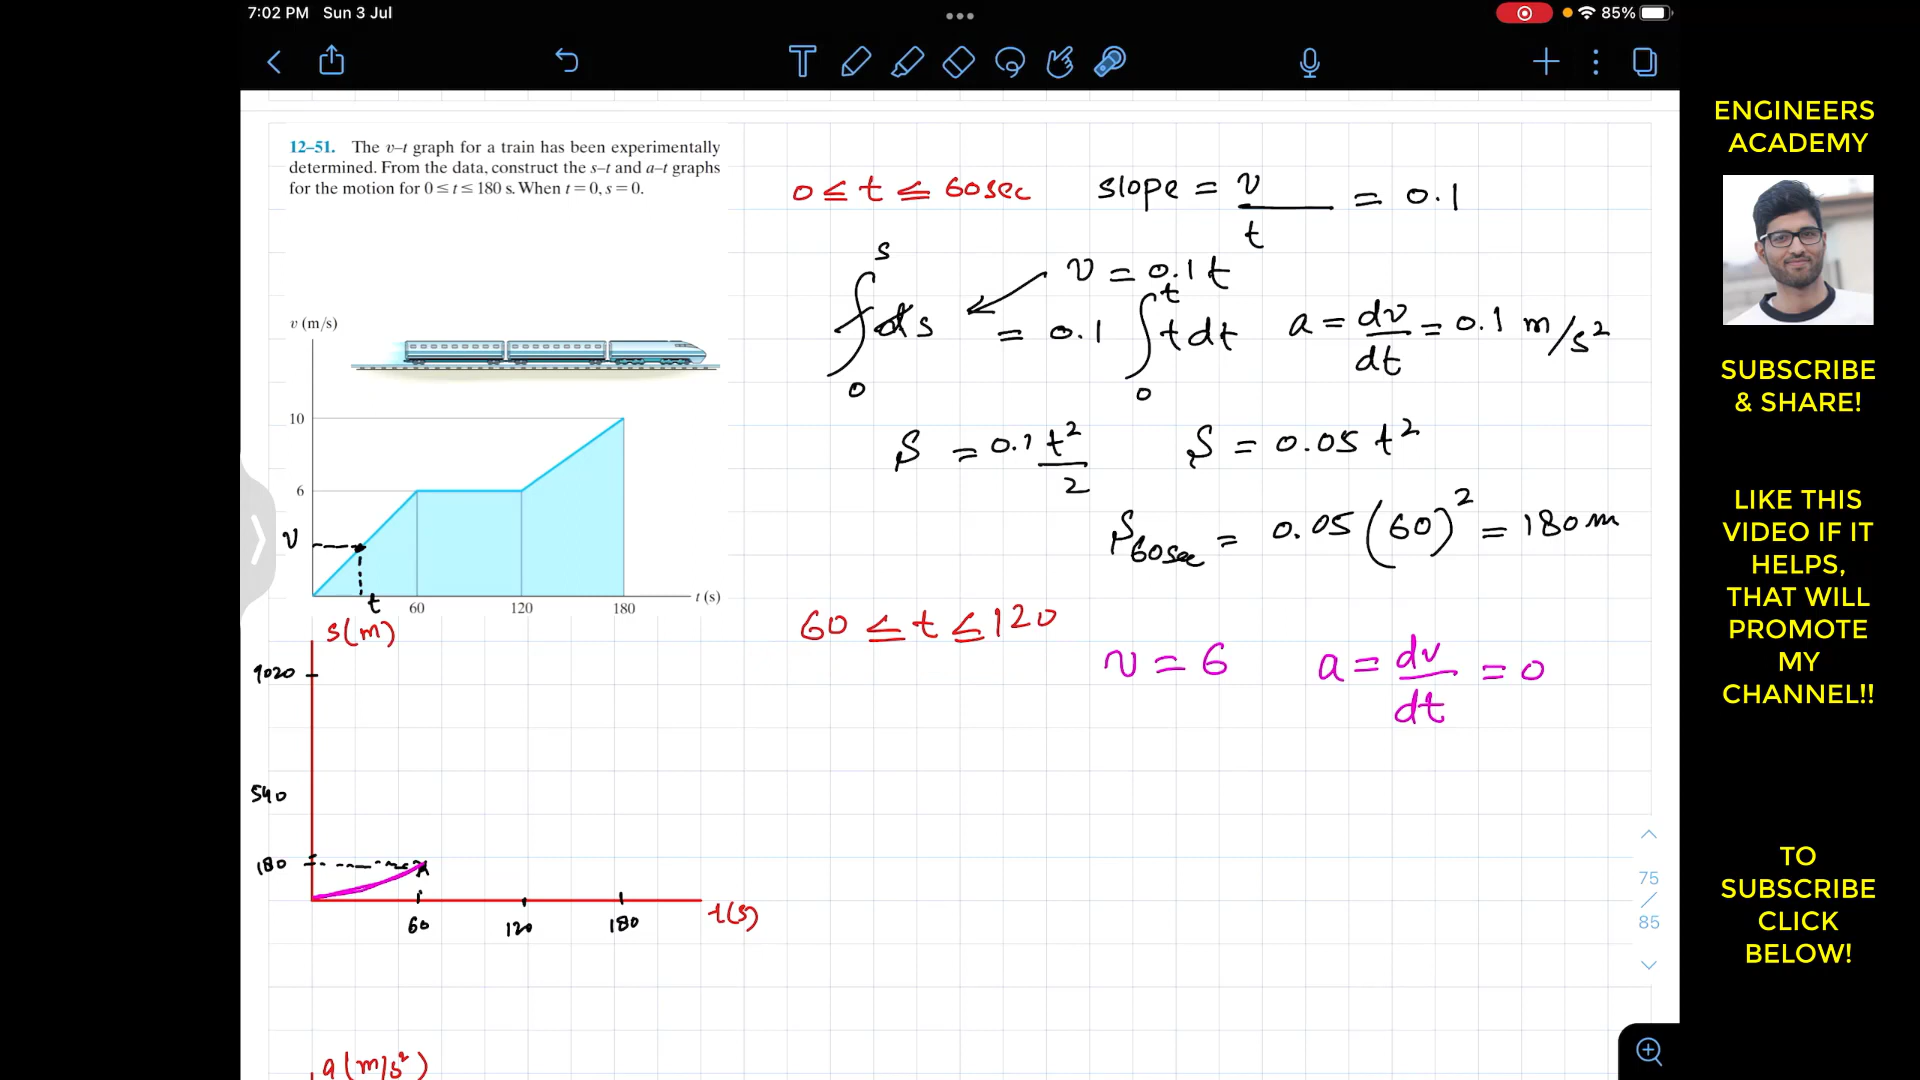 7:02 PM Sun 3 Jul
85%
12–51. The v–t graph for a train has been experimentally
determined. From the data, construct the s–t and a–t graphs
for the motion for 0 ≤ t ≤ 180 s. When t = 0, s = 0.
v (m/s)
10
6
v
t
60
120
180
t (s)
s(m)
1020
540
180
60
120
180
t(s)
a(m/s²)
0 ≤ t ≤ 60sec
slope = v/t = 0.1
v = 0.1t
∫₀ˢ ds = 0.1 ∫₀ᵗ t dt
a = dv/dt = 0.1 m/s²
S = 0.1 t²/2
S = 0.05 t²
S60sec = 0.05 (60)² = 180m
60 ≤ t ≤ 120
v = 6
a = dv/dt = 0
75
/
85
ENGINEERS
ACADEMY
SUBSCRIBE
& SHARE!
LIKE THIS
VIDEO IF IT
HELPS,
THAT WILL
PROMOTE
MY
CHANNEL!!
TO
SUBSCRIBE
CLICK
BELOW!